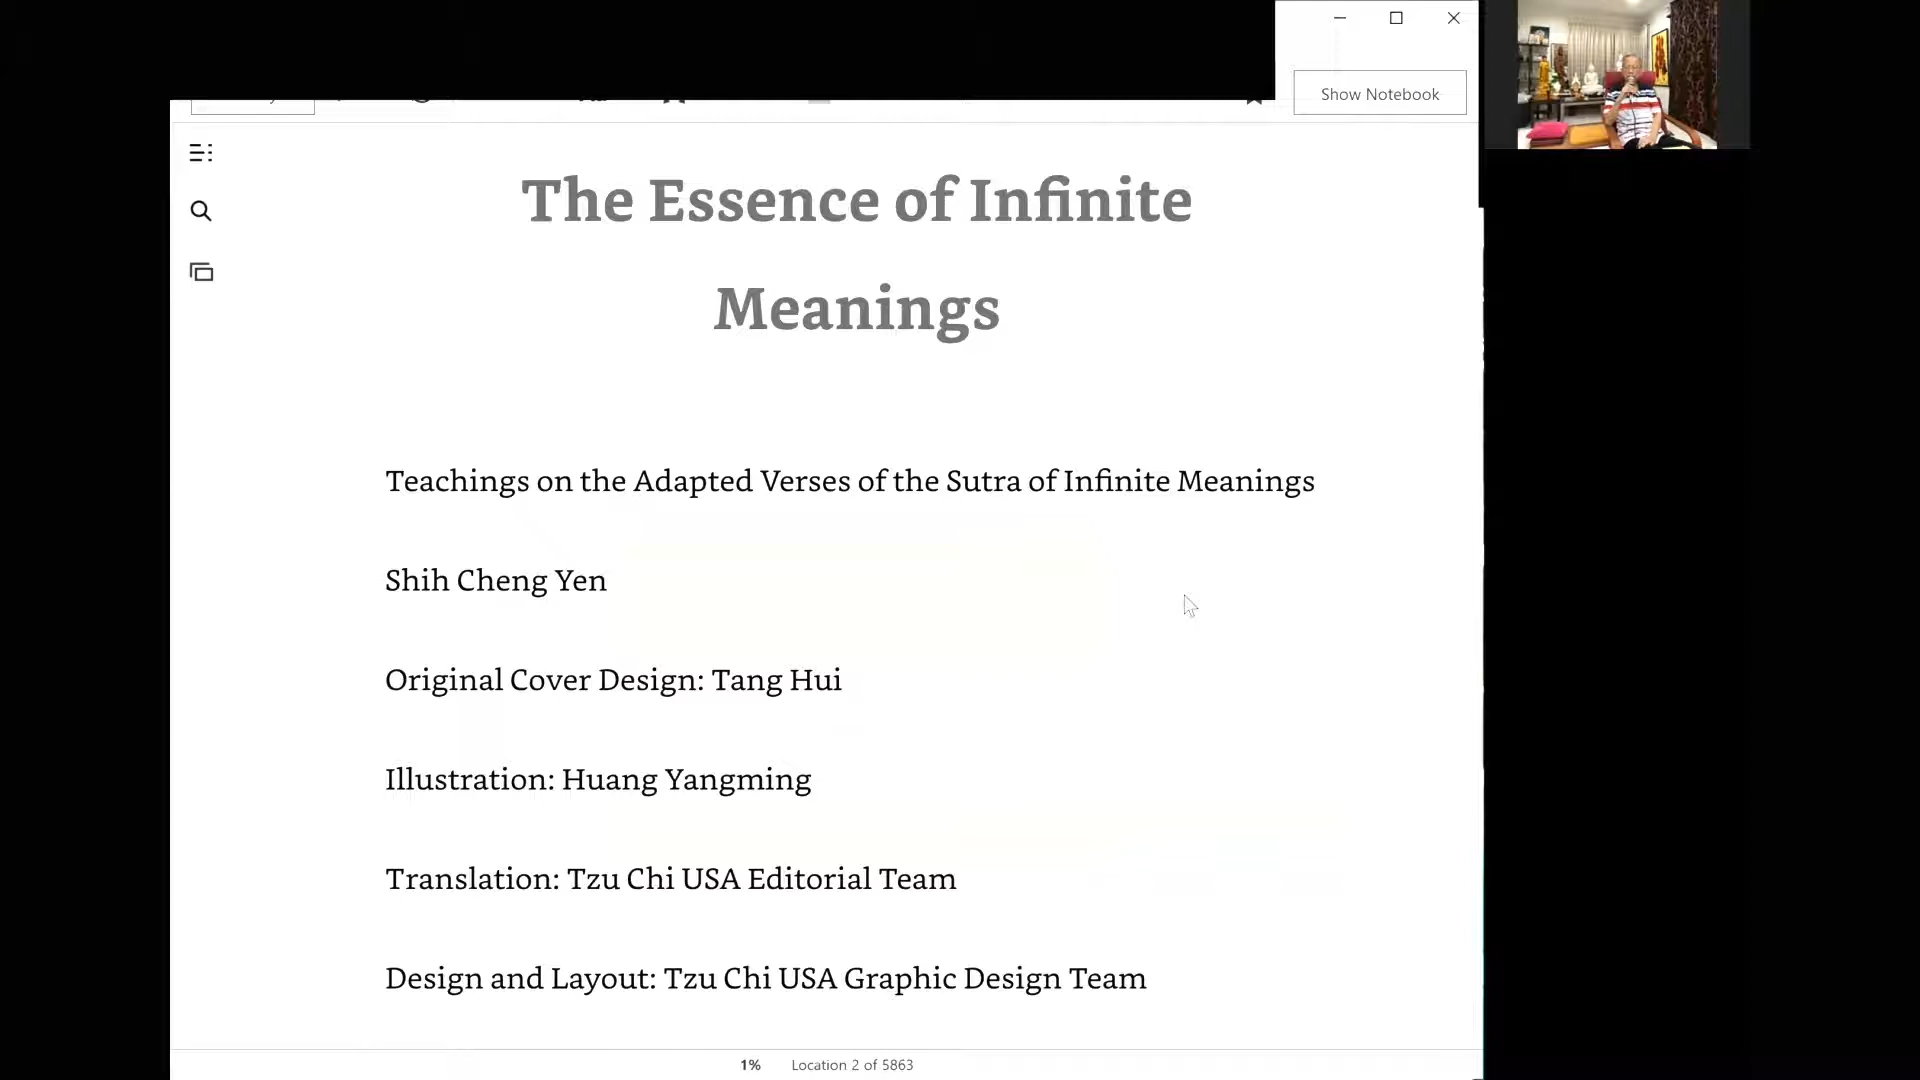 Show Notebook
The Essence of Infinite
Meanings
Teachings on the Adapted Verses of the Sutra of Infinite Meanings
Shih Cheng Yen
Original Cover Design: Tang Hui
Illustration: Huang Yangming
Translation: Tzu Chi USA Editorial Team
Design and Layout: Tzu Chi USA Graphic Design Team
1% Location 2 of 5863